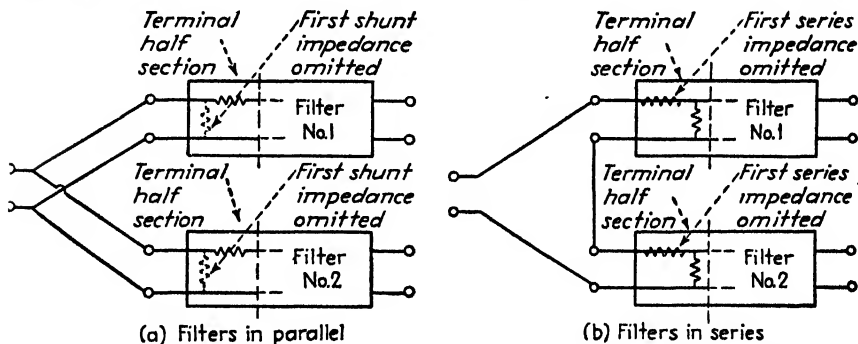 Terminal
half
section
First shunt
impedance
omitted
Filter
No.1
Terminal
half
section
First shunt
impedance
omitted
Filter
No.2
(a) Filters in parallel
Terminal
half
section
First series
impedance
omitted
Filter
No.1
Terminal
half
section
First series
impedance
omitted
Filter
No.2
(b) Filters in series